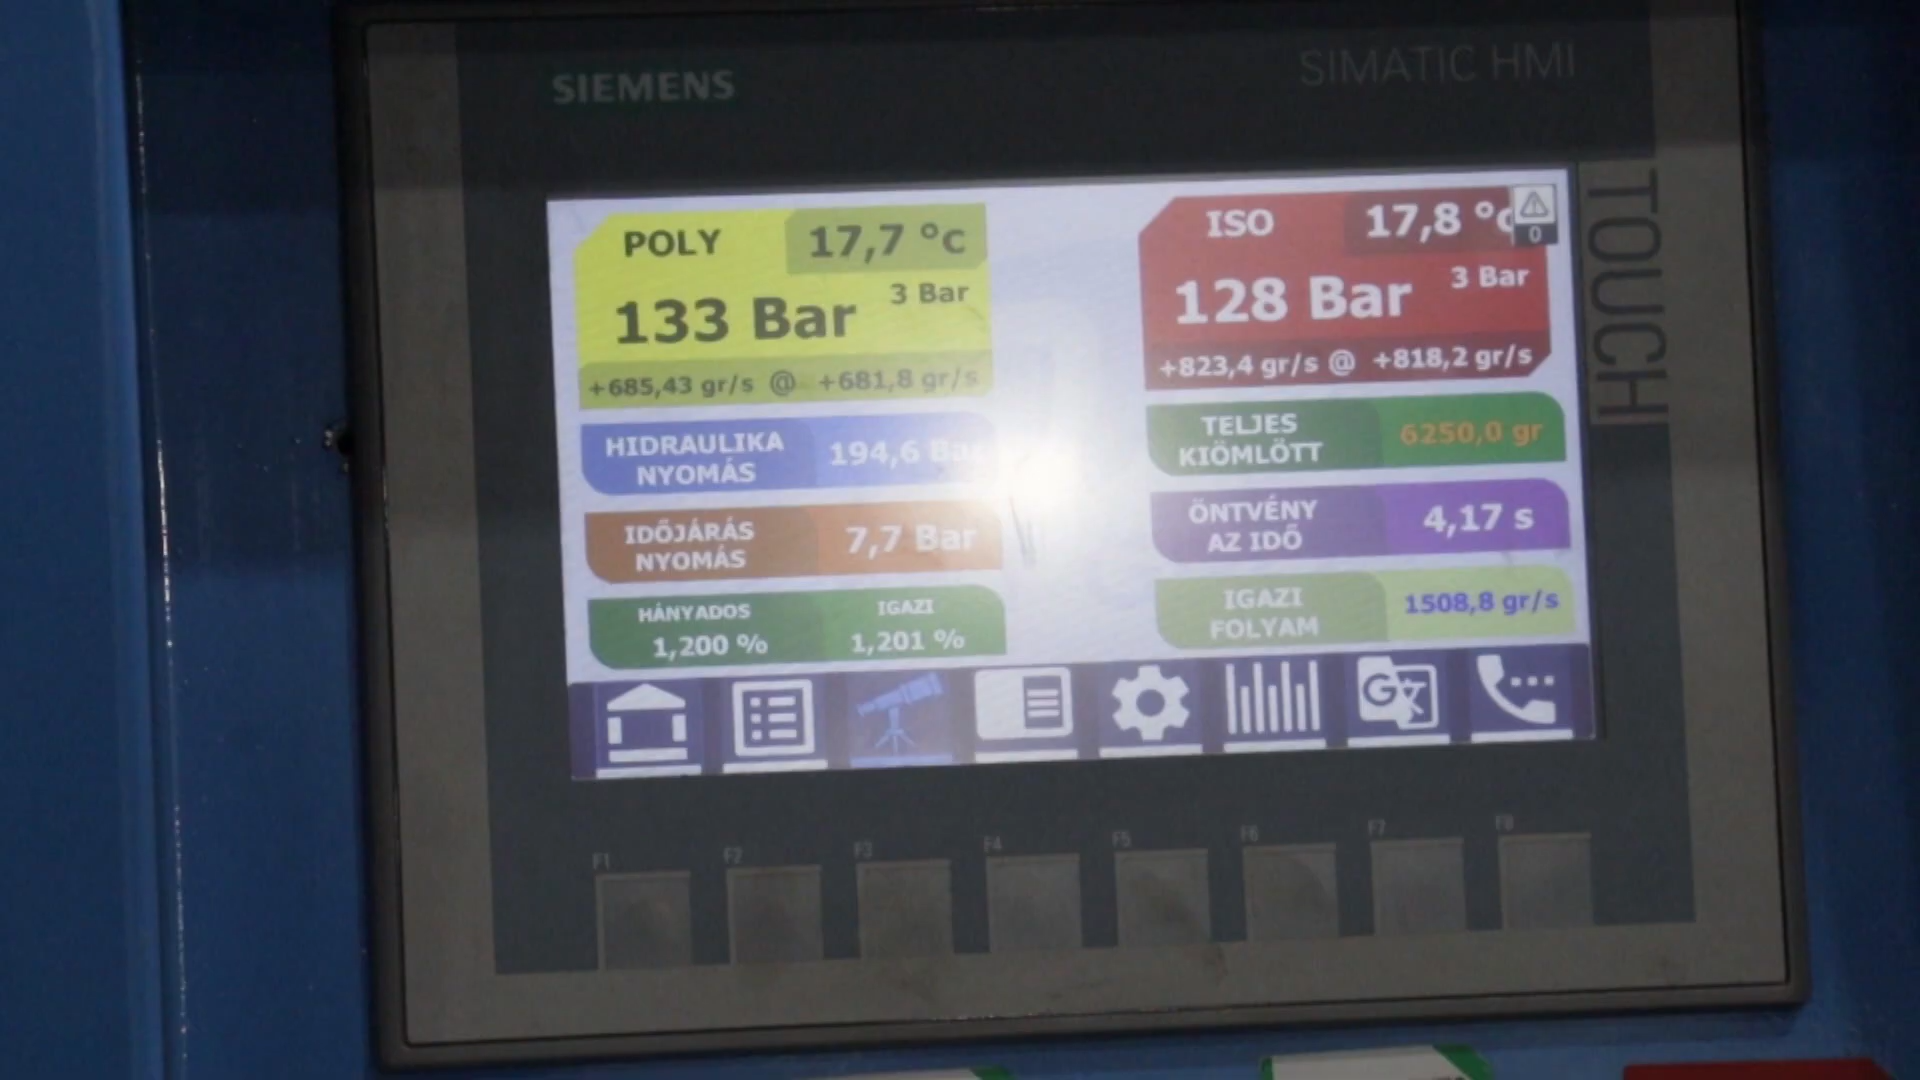 SIEMENS
SIMATIC HMI
TOUCH
POLY 17,7 °C
133 Bar 3 Bar
+685,43 gr/s @ +681,8 gr/s
ISO 17,8 °C
0
128 Bar 3 Bar
+823,4 gr/s @ +818,2 gr/s
HIDRAULIKA
NYOMÁS
194,6 Bar
TELJES
KIÖMLÖTT
6250,0 gr
IDŐJÁRÁS
NYOMÁS
7,7 Bar
ÖNTVÉNY
AZ IDŐ
4,17 s
HÁNYADOS IGAZI
1,200 % 1,201 %
IGAZI
FOLYAM
1508,8 gr/s
G
F1 F2 F3 F4 F5 F6 F7 F8